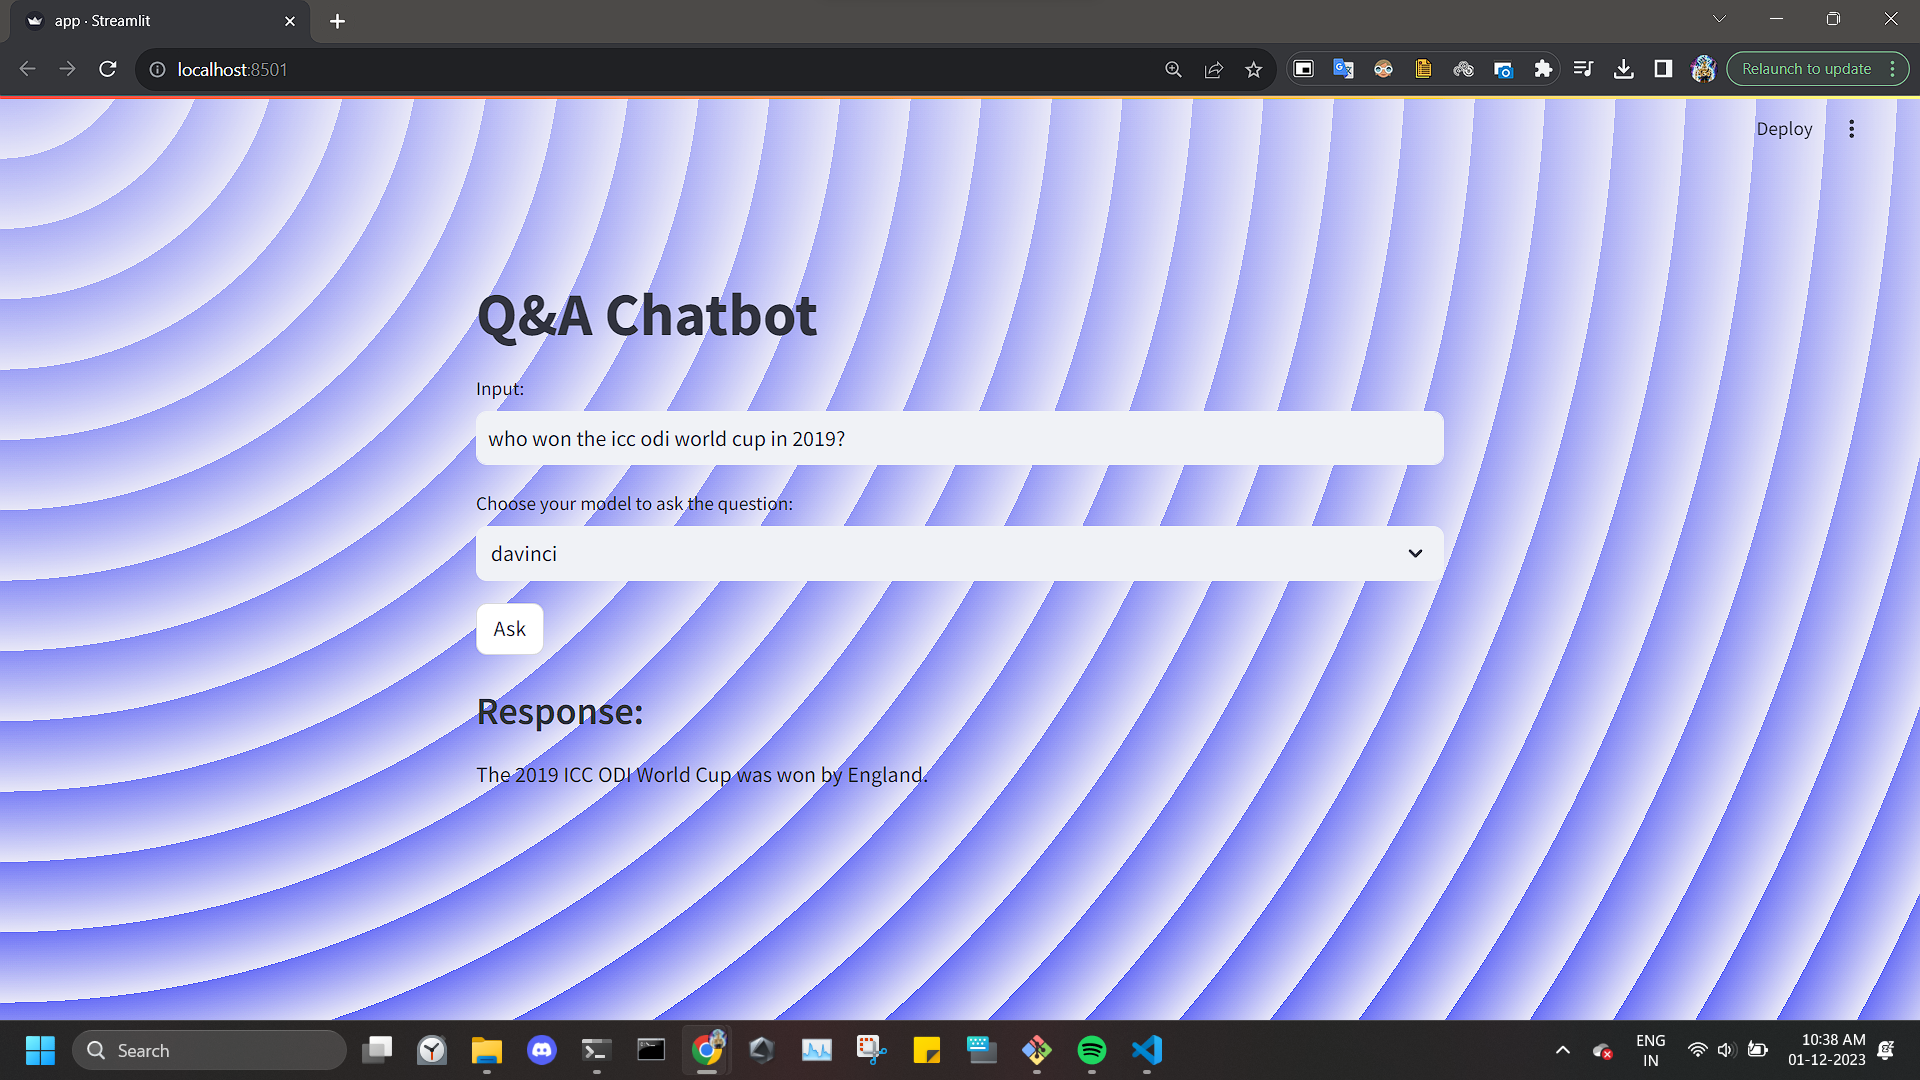 app · Streamlit
localhost:8501
Relaunch to update
Deploy
Q&A Chatbot
Input:
who won the icc odi world cup in 2019?
Choose your model to ask the question:
davinci
Ask
Response:
The 2019 ICC ODI World Cup was won by England.
Search
ENG
IN
10:38 AM
01-12-2023